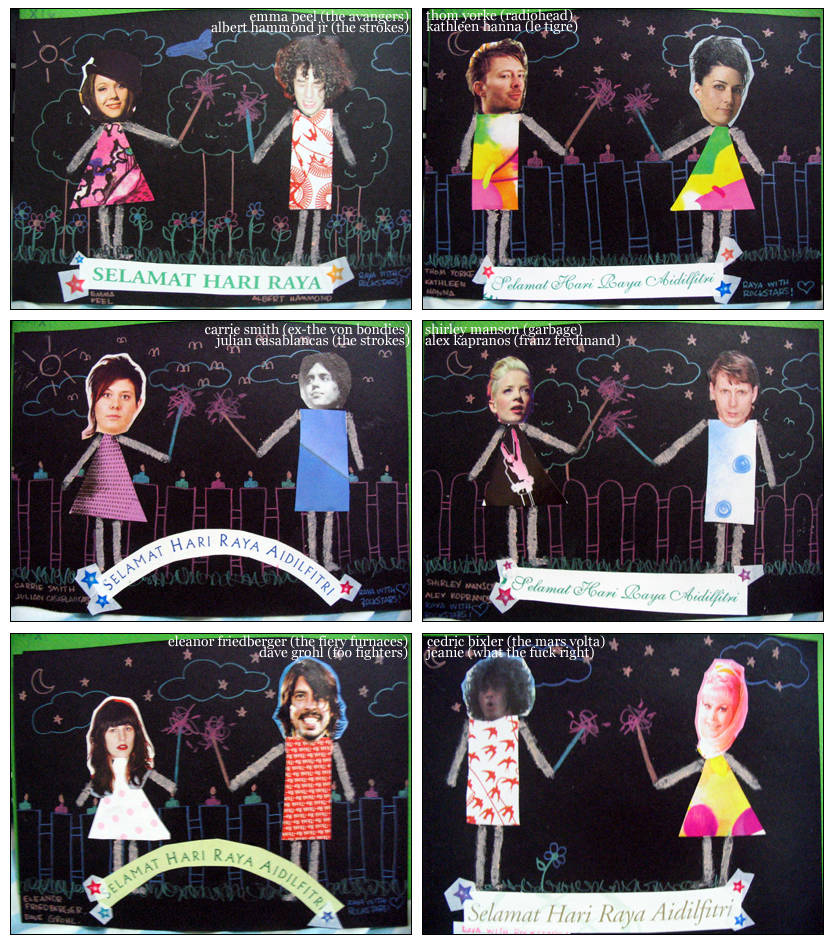 emma peel (the avangers)
albert hammond jr (the strokes)
SELAMAT HARI RAYA
EMMA
PEEL
ALBERT HAMMOND
RAYA WITH
ROCKSTARS!
thom yorke (radiohead)
kathleen hanna (le tigre)
Selamat Hari Raya Aidilfitri
THOM YORKE
KATHLEEN
HANNA
RAYA WITH
ROCKSTARS!
carrie smith (ex-the von bondies)
julian casablancas (the strokes)
SELAMAT HARI RAYA AIDILFITRI
CARRIE SMITH
JULIAN CASABLANCAS
RAYA WITH
ROCKSTARS!
shirley manson (garbage)
alex kapranos (franz ferdinand)
Selamat Hari Raya Aidilfitri
SHIRLEY MANSON
ALEX KOPRANOS
RAYA WITH
ROCKSTARS
eleanor friedberger (the fiery furnaces)
dave grohl (foo fighters)
SELAMAT HARI RAYA AIDILFITRI
ELEANOR
FRIEDBERGER,
DAVE GROHL.
RAYA WITH
ROCKSTARS!
cedric bixler (the mars volta)
jeanie (what the fuck right)
Selamat Hari Raya Aidilfitri
RAYA WITH ROCKSTARS